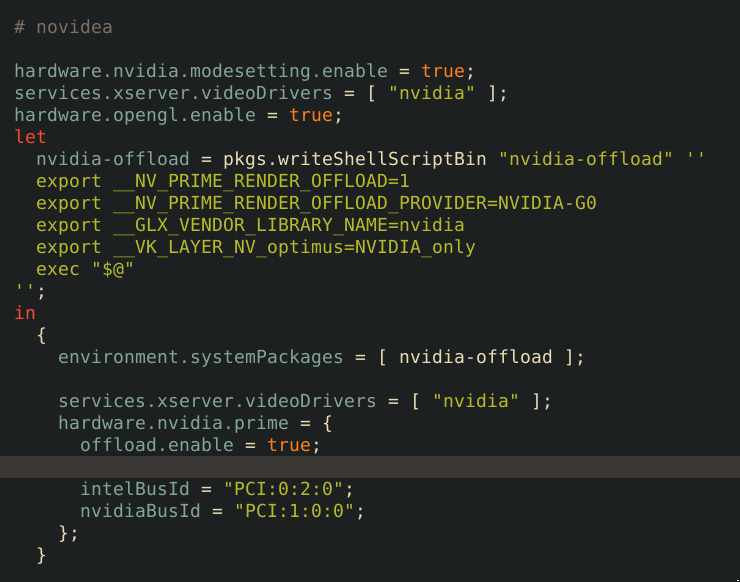 # novidea
hardware.nvidia.modesetting.enable = true;
services.xserver.videoDrivers = [ "nvidia" ];
hardware.opengl.enable = true;
let
  nvidia-offload = pkgs.writeShellScriptBin "nvidia-offload" ''
  export __NV_PRIME_RENDER_OFFLOAD=1
  export __NV_PRIME_RENDER_OFFLOAD_PROVIDER=NVIDIA-G0
  export __GLX_VENDOR_LIBRARY_NAME=nvidia
  export __VK_LAYER_NV_optimus=NVIDIA_only
  exec "$@"
'';
in
  {
    environment.systemPackages = [ nvidia-offload ];
    services.xserver.videoDrivers = [ "nvidia" ];
    hardware.nvidia.prime = {
      offload.enable = true;
      intelBusId = "PCI:0:2:0";
      nvidiaBusId = "PCI:1:0:0";
    };
  }